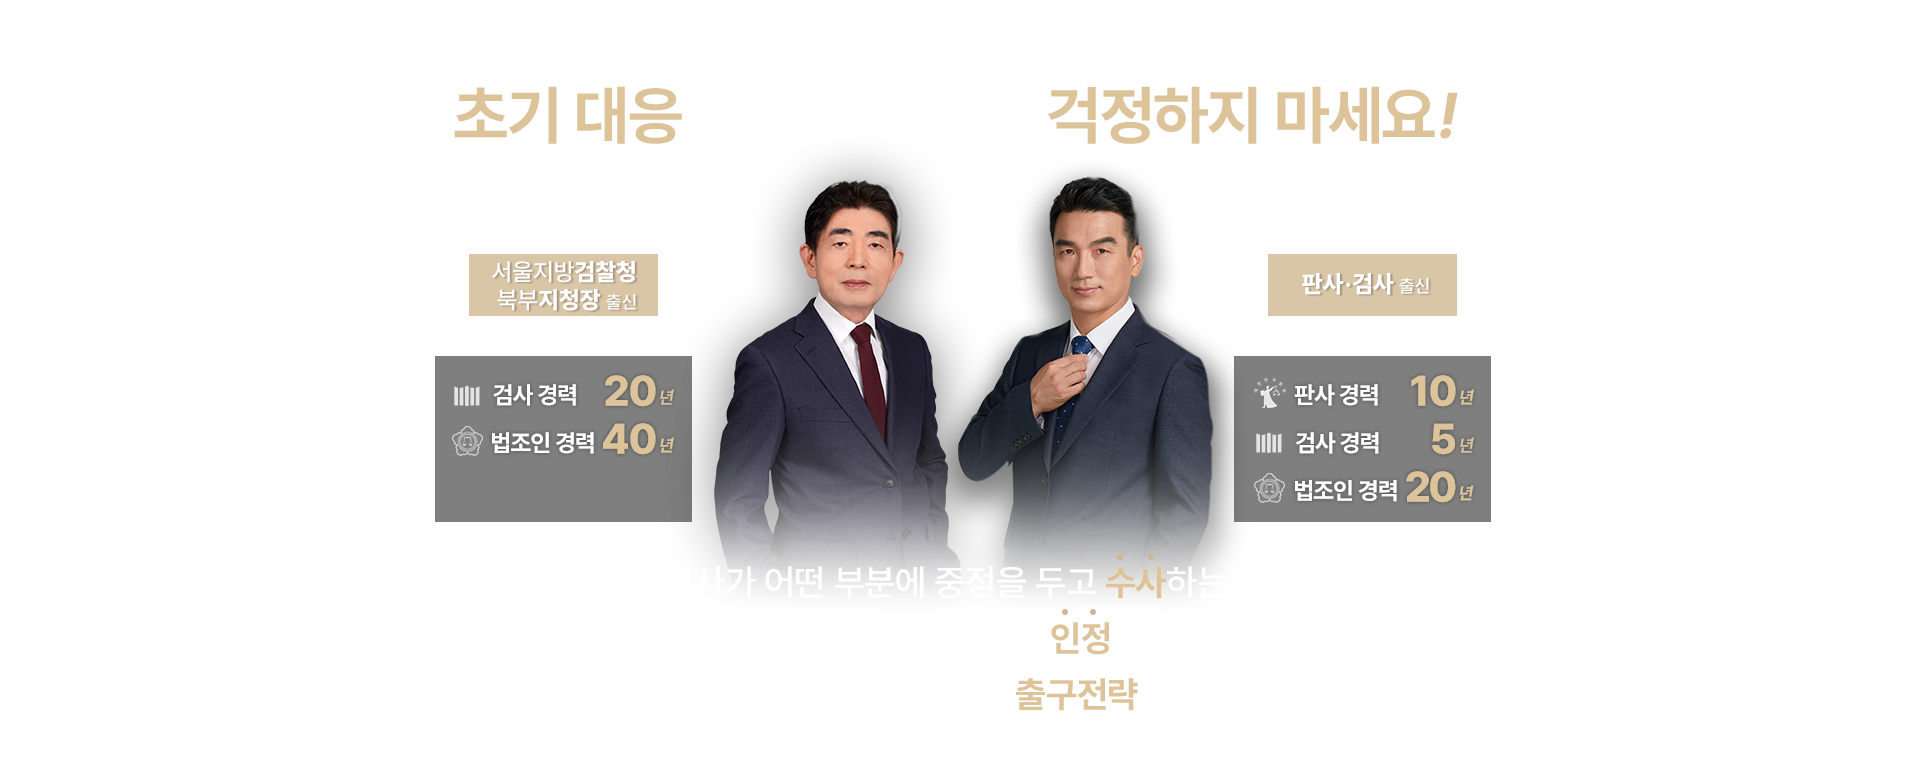 초기 대응 걱정하지 마세요!
서울지방검찰청
북부지청장 출신
판사·검사 출신
검사 경력 20년
법조인 경력 40년
판사 경력 10년
검사 경력 5년
법조인 경력 20년
어떤 부분에 중점을 두고 수사하는
인정
출구전략